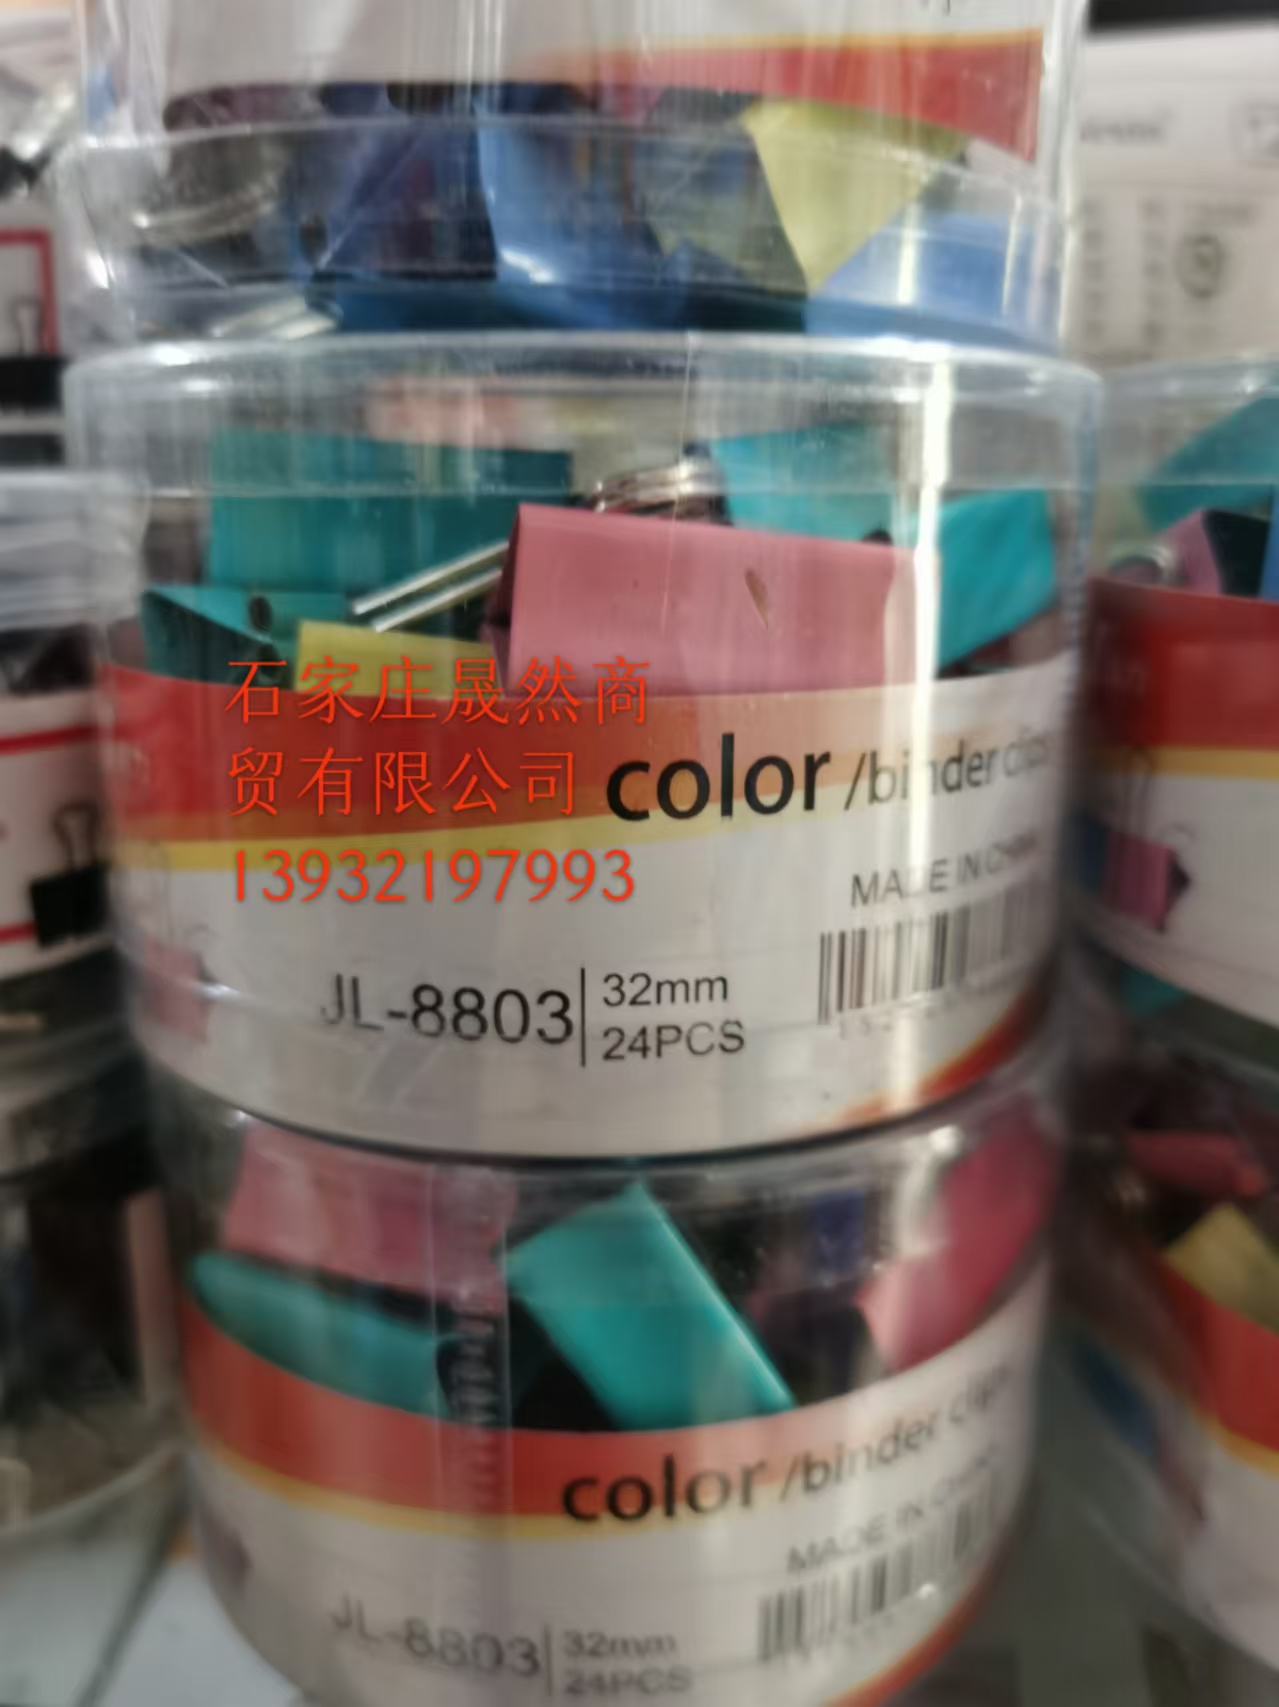 石家庄晟然商
贸有限公司
13932197993
color /binder clips
MADE IN CHINA
JL-8803
32mm
24PCS
color /binder clips
MADE IN CHINA
JL-8803
32mm
24PCS